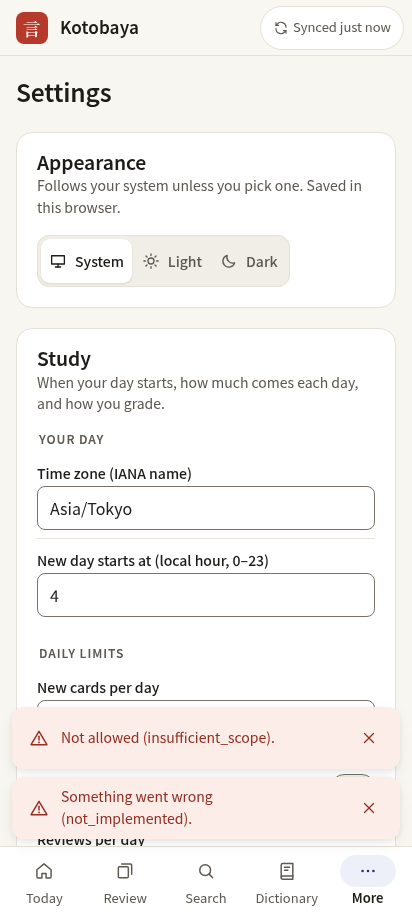 言 Kotobaya
Synced just now
Settings
Appearance
Follows your system unless you pick one. Saved in
this browser.
System Light Dark
Study
When your day starts, how much comes each day,
and how you grade.
YOUR DAY
Time zone (IANA name)
Asia/Tokyo
New day starts at (local hour, 0–23)
4
DAILY LIMITS
New cards per day
Not allowed (insufficient_scope).
Something went wrong
(not_implemented).
Reviews per day
Today Review Search Dictionary More